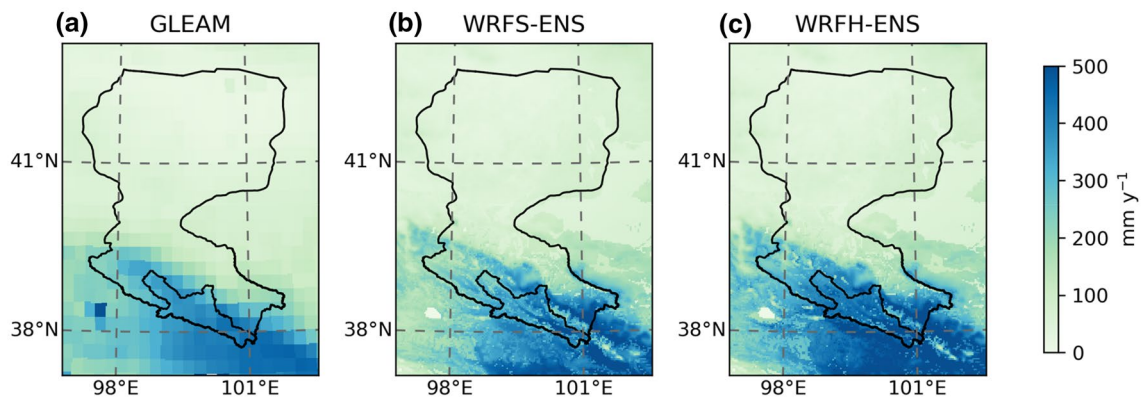 (a) GLEAM (b) WRFS-ENS (c) WRFH-ENS
500
400
41°N 41°N 41°N
300
200
100
38°N 38°N 38°N
0
98°E 101°E 98°E 101°E 98°E 101°E
mm y⁻¹